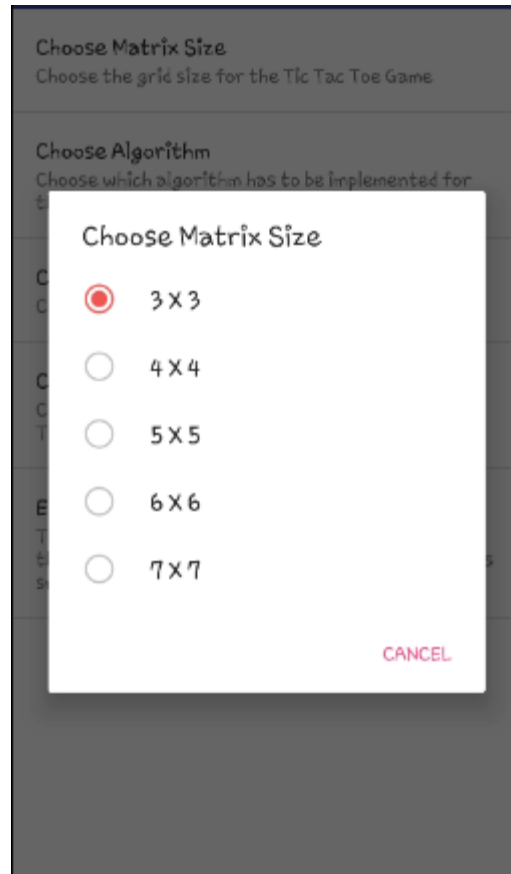 Choose Matrix Size
Choose the grid size for the Tic Tac Toe Game
Choose Algorithm
Choose which algorithm has to be implemented for
Choose Matrix Size
3 X 3
4 X 4
5 X 5
6 X 6
7 X 7
CANCEL